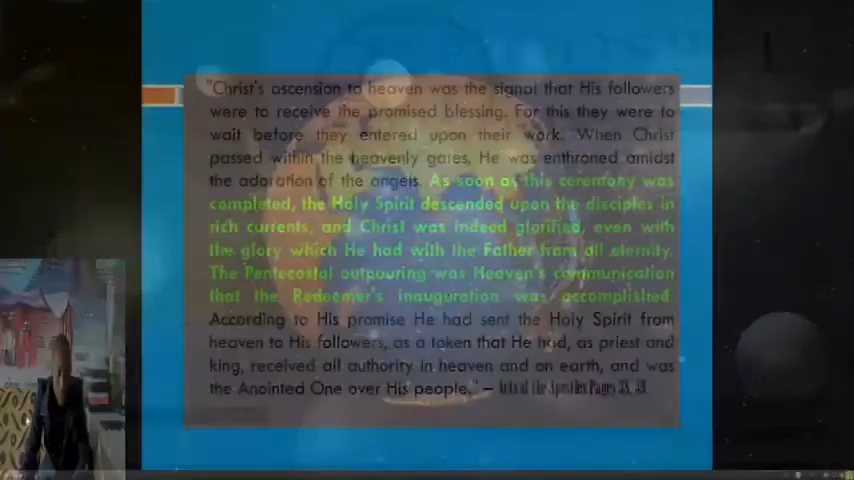 "Christ's ascension to heaven was the signal that His followers
were to receive the promised blessing. For this they were to
wait before they entered upon their work. When Christ
passed within the heavenly gates, He was enthroned amidst
the adoration of the angels. As soon as this ceremony was
completed, the Holy Spirit descended upon the disciples in
rich currents, and Christ was indeed glorified, even with
the glory which He had with the Father from all eternity.
The Pentecostal outpouring was Heaven's communication
that the Redeemer's inauguration was accomplished.
According to His promise He had sent the Holy Spirit from
heaven to His followers, as a token that He had, as priest and
king, received all authority in heaven and on earth, and was
the Anointed One over His people." – Acts of the Apostles Pages 38,